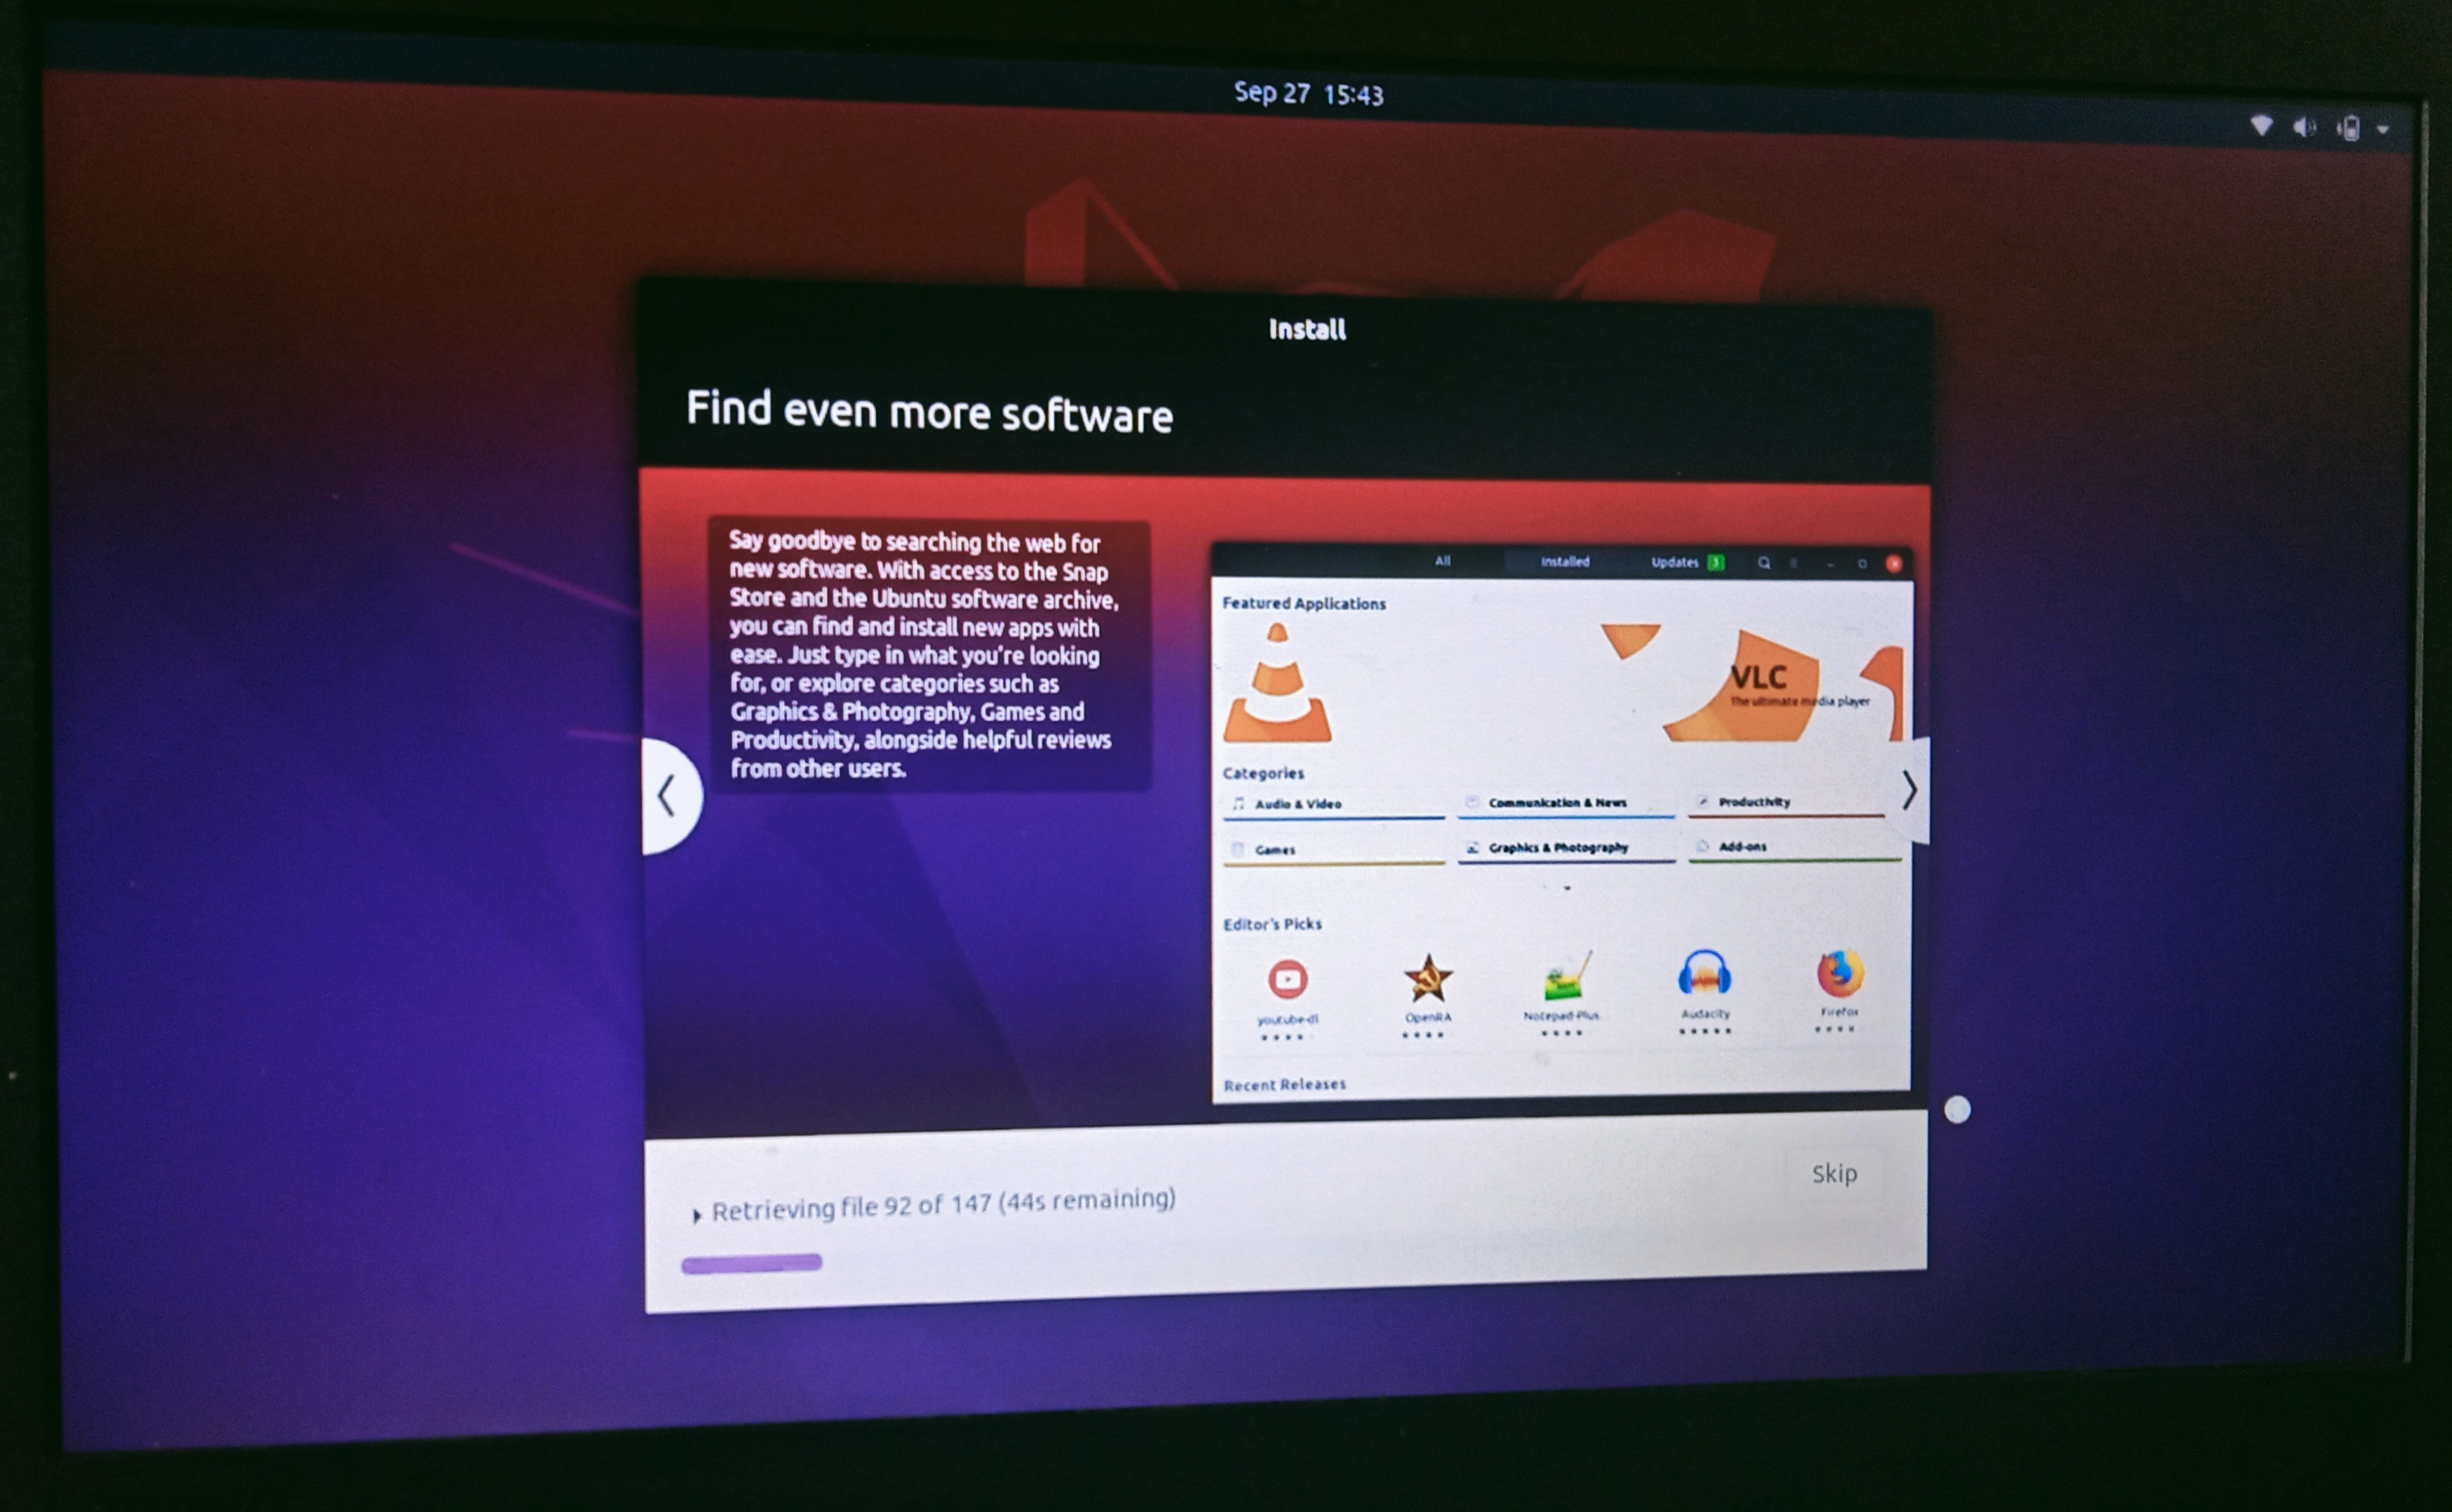 Sep 27 15:43
Install
Find even more software
Say goodbye to searching the web for
new software. With access to the Snap
Store and the Ubuntu software archive,
you can find and install new apps with
ease. Just type in what you're looking
for, or explore categories such as
Graphics & Photography, Games and
Productivity, alongside helpful reviews
from other users.
All Installed Updates 3
Featured Applications
VLC
The ultimate media player
Categories
Audio & Video Communication & News Productivity
Games Graphics & Photography Add-ons
Editor's Picks
youtube-dl OpenRA Notepad-Plus... Audacity Firefox
Recent Releases
Retrieving file 92 of 147 (44s remaining)
Skip